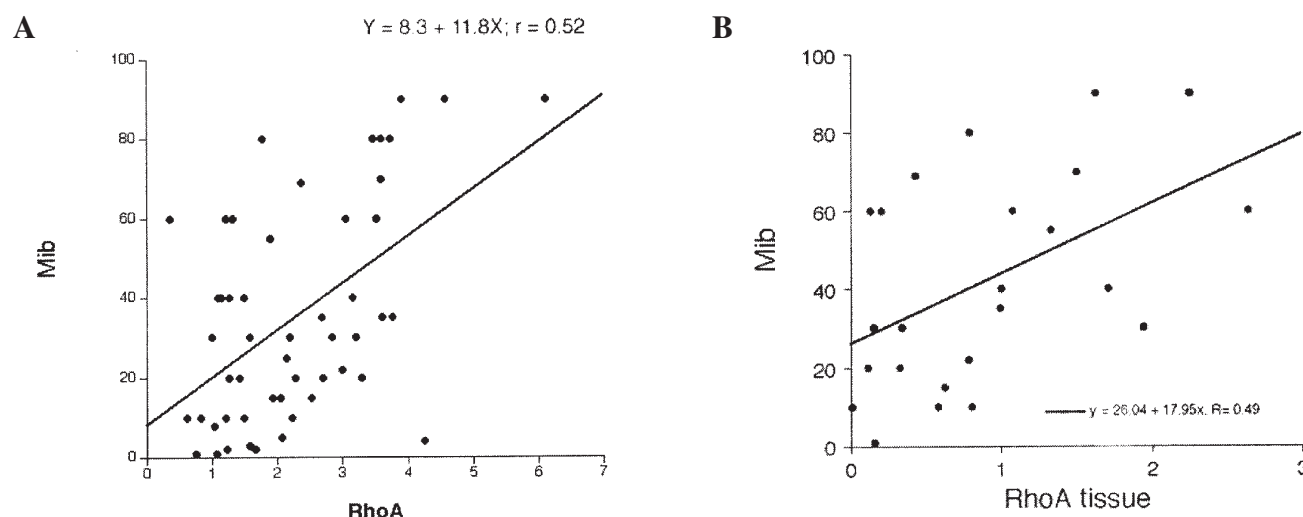 A
Y = 8.3 + 11.8X; r = 0.52
100
80
60
40
20
0
Mib
0 1 2 3 4 5 6 7
RhoA
B
100
80
60
40
20
0
Mib
y = 26.04 + 17.95x. R= 0.49
0 1 2 3
RhoA tissue